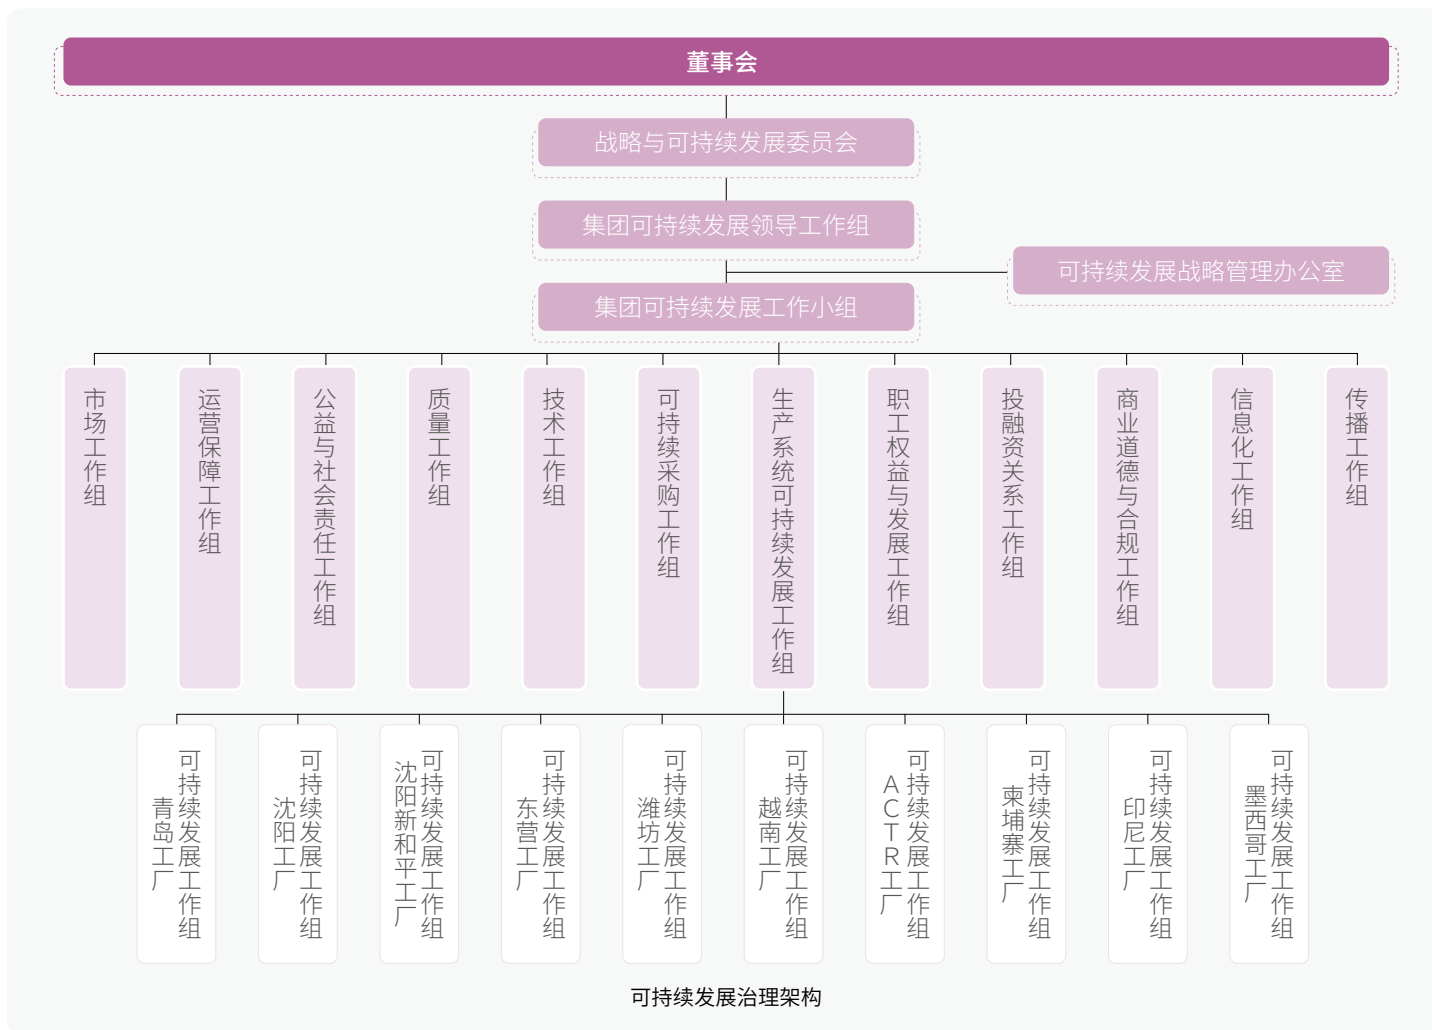 董事会
战略与可持续发展委员会
集团可持续发展领导工作组
可持续发展战略管理办公室
集团可持续发展工作小组
市场工作组
运营保障工作组
公益与社会责任工作组
质量工作组
技术工作组
可持续采购工作组
生产系统可持续发展工作组
职工权益与发展工作组
投融资关系工作组
商业道德与合规工作组
信息化工作组
传播工作组
青岛工厂
可持续发展工作组
沈阳工厂
可持续发展工作组
沈阳新和平工厂
可持续发展工作组
东营工厂
可持续发展工作组
潍坊工厂
可持续发展工作组
越南工厂
可持续发展工作组
ACTR工厂
可持续发展工作组
柬埔寨工厂
可持续发展工作组
印尼工厂
可持续发展工作组
墨西哥工厂
可持续发展工作组
可持续发展治理架构